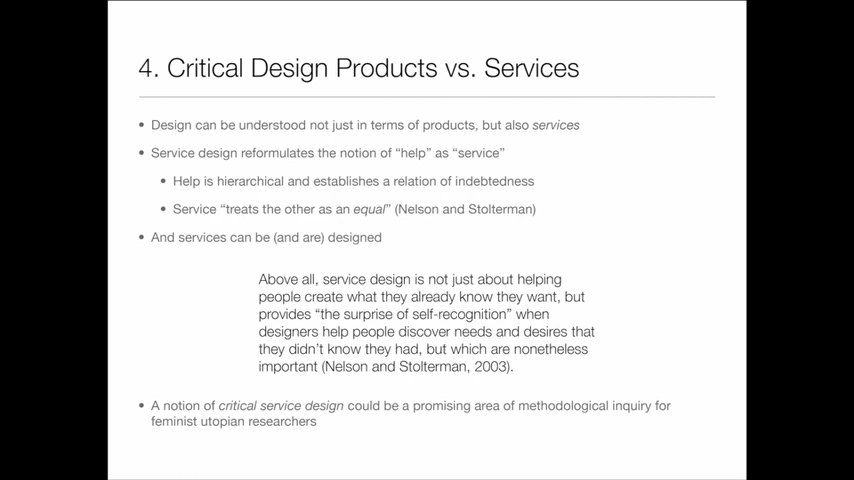 4. Critical Design Products vs. Services
• Design can be understood not just in terms of products, but also services
• Service design reformulates the notion of “help” as “service”
• Help is hierarchical and establishes a relation of indebtedness
• Service “treats the other as an equal” (Nelson and Stolterman)
• And services can be (and are) designed
Above all, service design is not just about helping
people create what they already know they want, but
provides “the surprise of self-recognition” when
designers help people discover needs and desires that
they didn’t know they had, but which are nonetheless
important (Nelson and Stolterman, 2003).
• A notion of critical service design could be a promising area of methodological inquiry for
feminist utopian researchers